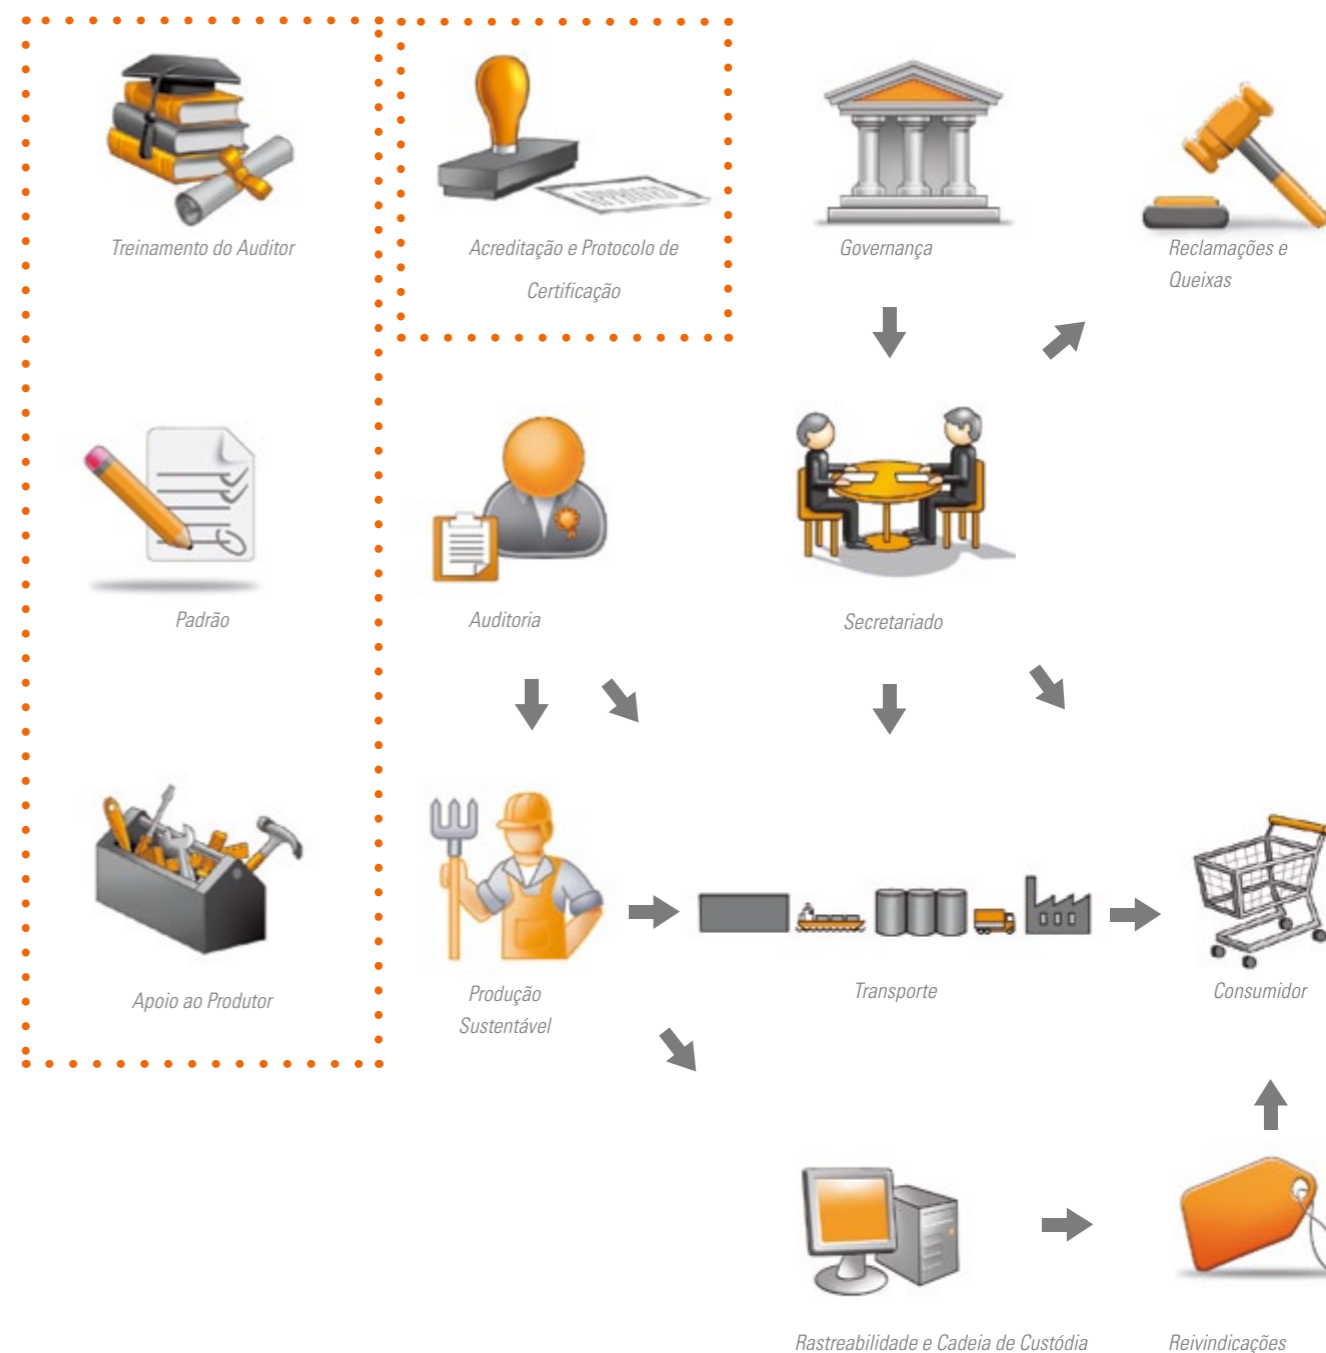 Treinamento do Auditor
Acreditação e Protocolo de
Certificação
Governança
Reclamações e
Queixas
Padrão
Auditoria
Secretariado
Apoio ao Produtor
Produção
Sustentável
Transporte
Consumidor
Rastreabilidade e Cadeia de Custódia
Reivindicações